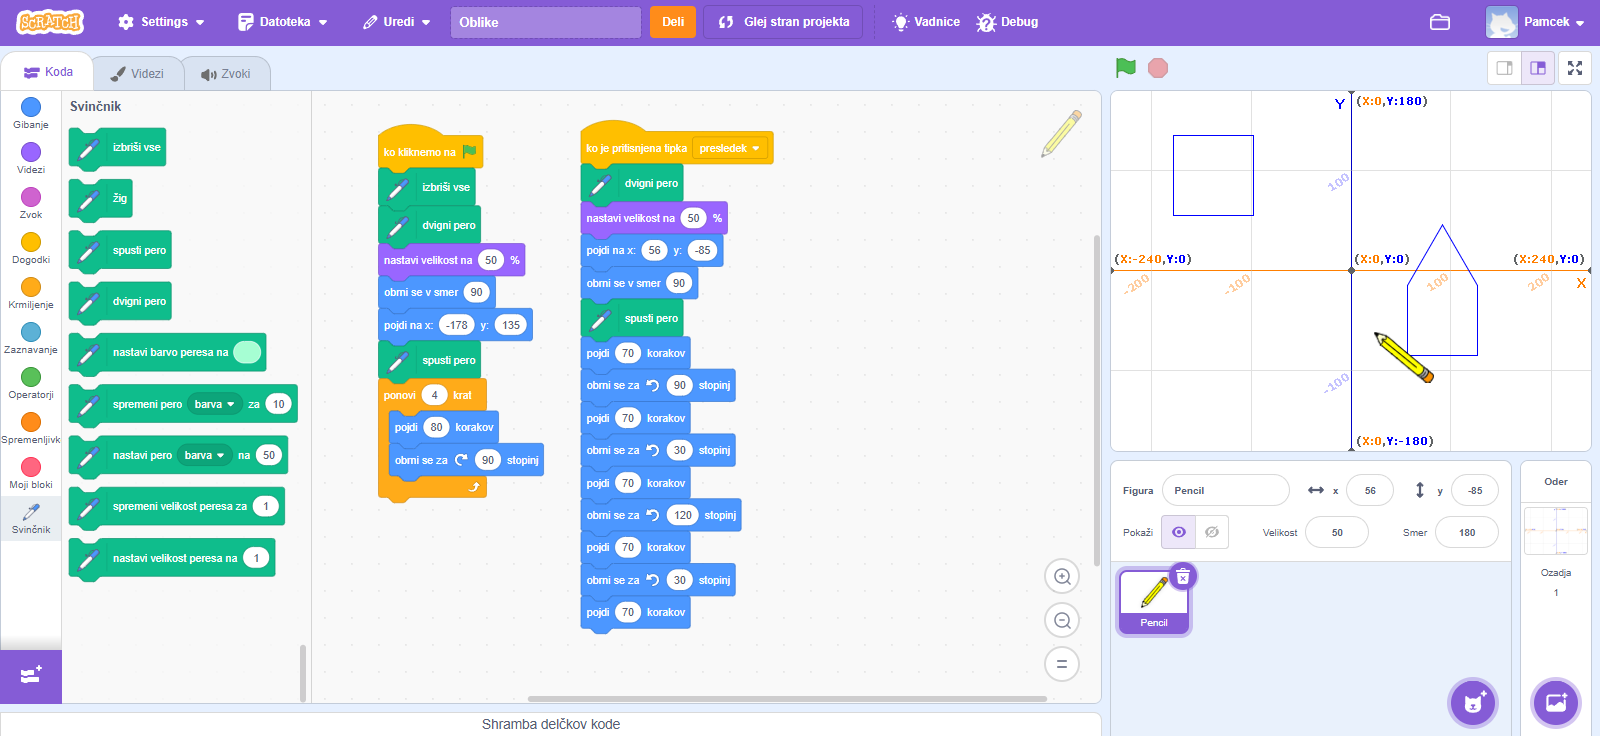 SCRATCH
Settings
Datoteka
Uredi
Oblike
Deli
Glej stran projekta
Vadnice
Debug
Pamcek
Koda
Videzi
Zvoki
Gibanje
Videzi
Zvok
Dogodki
Krmiljenje
Zaznavanje
Operatorji
Spremenljivk
Moji bloki
Svinčnik
Svinčnik
izbriši vse
žig
spusti pero
dvigni pero
nastavi barvo peresa na
spremeni pero barva za 10
nastavi pero barva na 50
spremeni velikost peresa za 1
nastavi velikost peresa na 1
ko kliknemo na
izbriši vse
dvigni pero
nastavi velikost na 50 %
obrni se v smer 90
pojdi na x: -178 y: 135
spusti pero
ponovi 4 krat
pojdi 80 korakov
obrni se za 90 stopinj
ko je pritisnjena tipka presledek
dvigni pero
nastavi velikost na 50 %
pojdi na x: 56 y: -85
obrni se v smer 90
spusti pero
pojdi 70 korakov
obrni se za 90 stopinj
pojdi 70 korakov
obrni se za 30 stopinj
pojdi 70 korakov
obrni se za 120 stopinj
pojdi 70 korakov
obrni se za 30 stopinj
pojdi 70 korakov
Shramba delčkov kode
Y
(X:0,Y:180)
100
(X:-240,Y:0)
(X:0,Y:0)
(X:240,Y:0)
-200
-100
100
200
X
-100
(X:0,Y:-180)
Figura Pencil x 56 y -85
Pokaži Velikost 50 Smer 180
Pencil
Oder
Ozadja
1